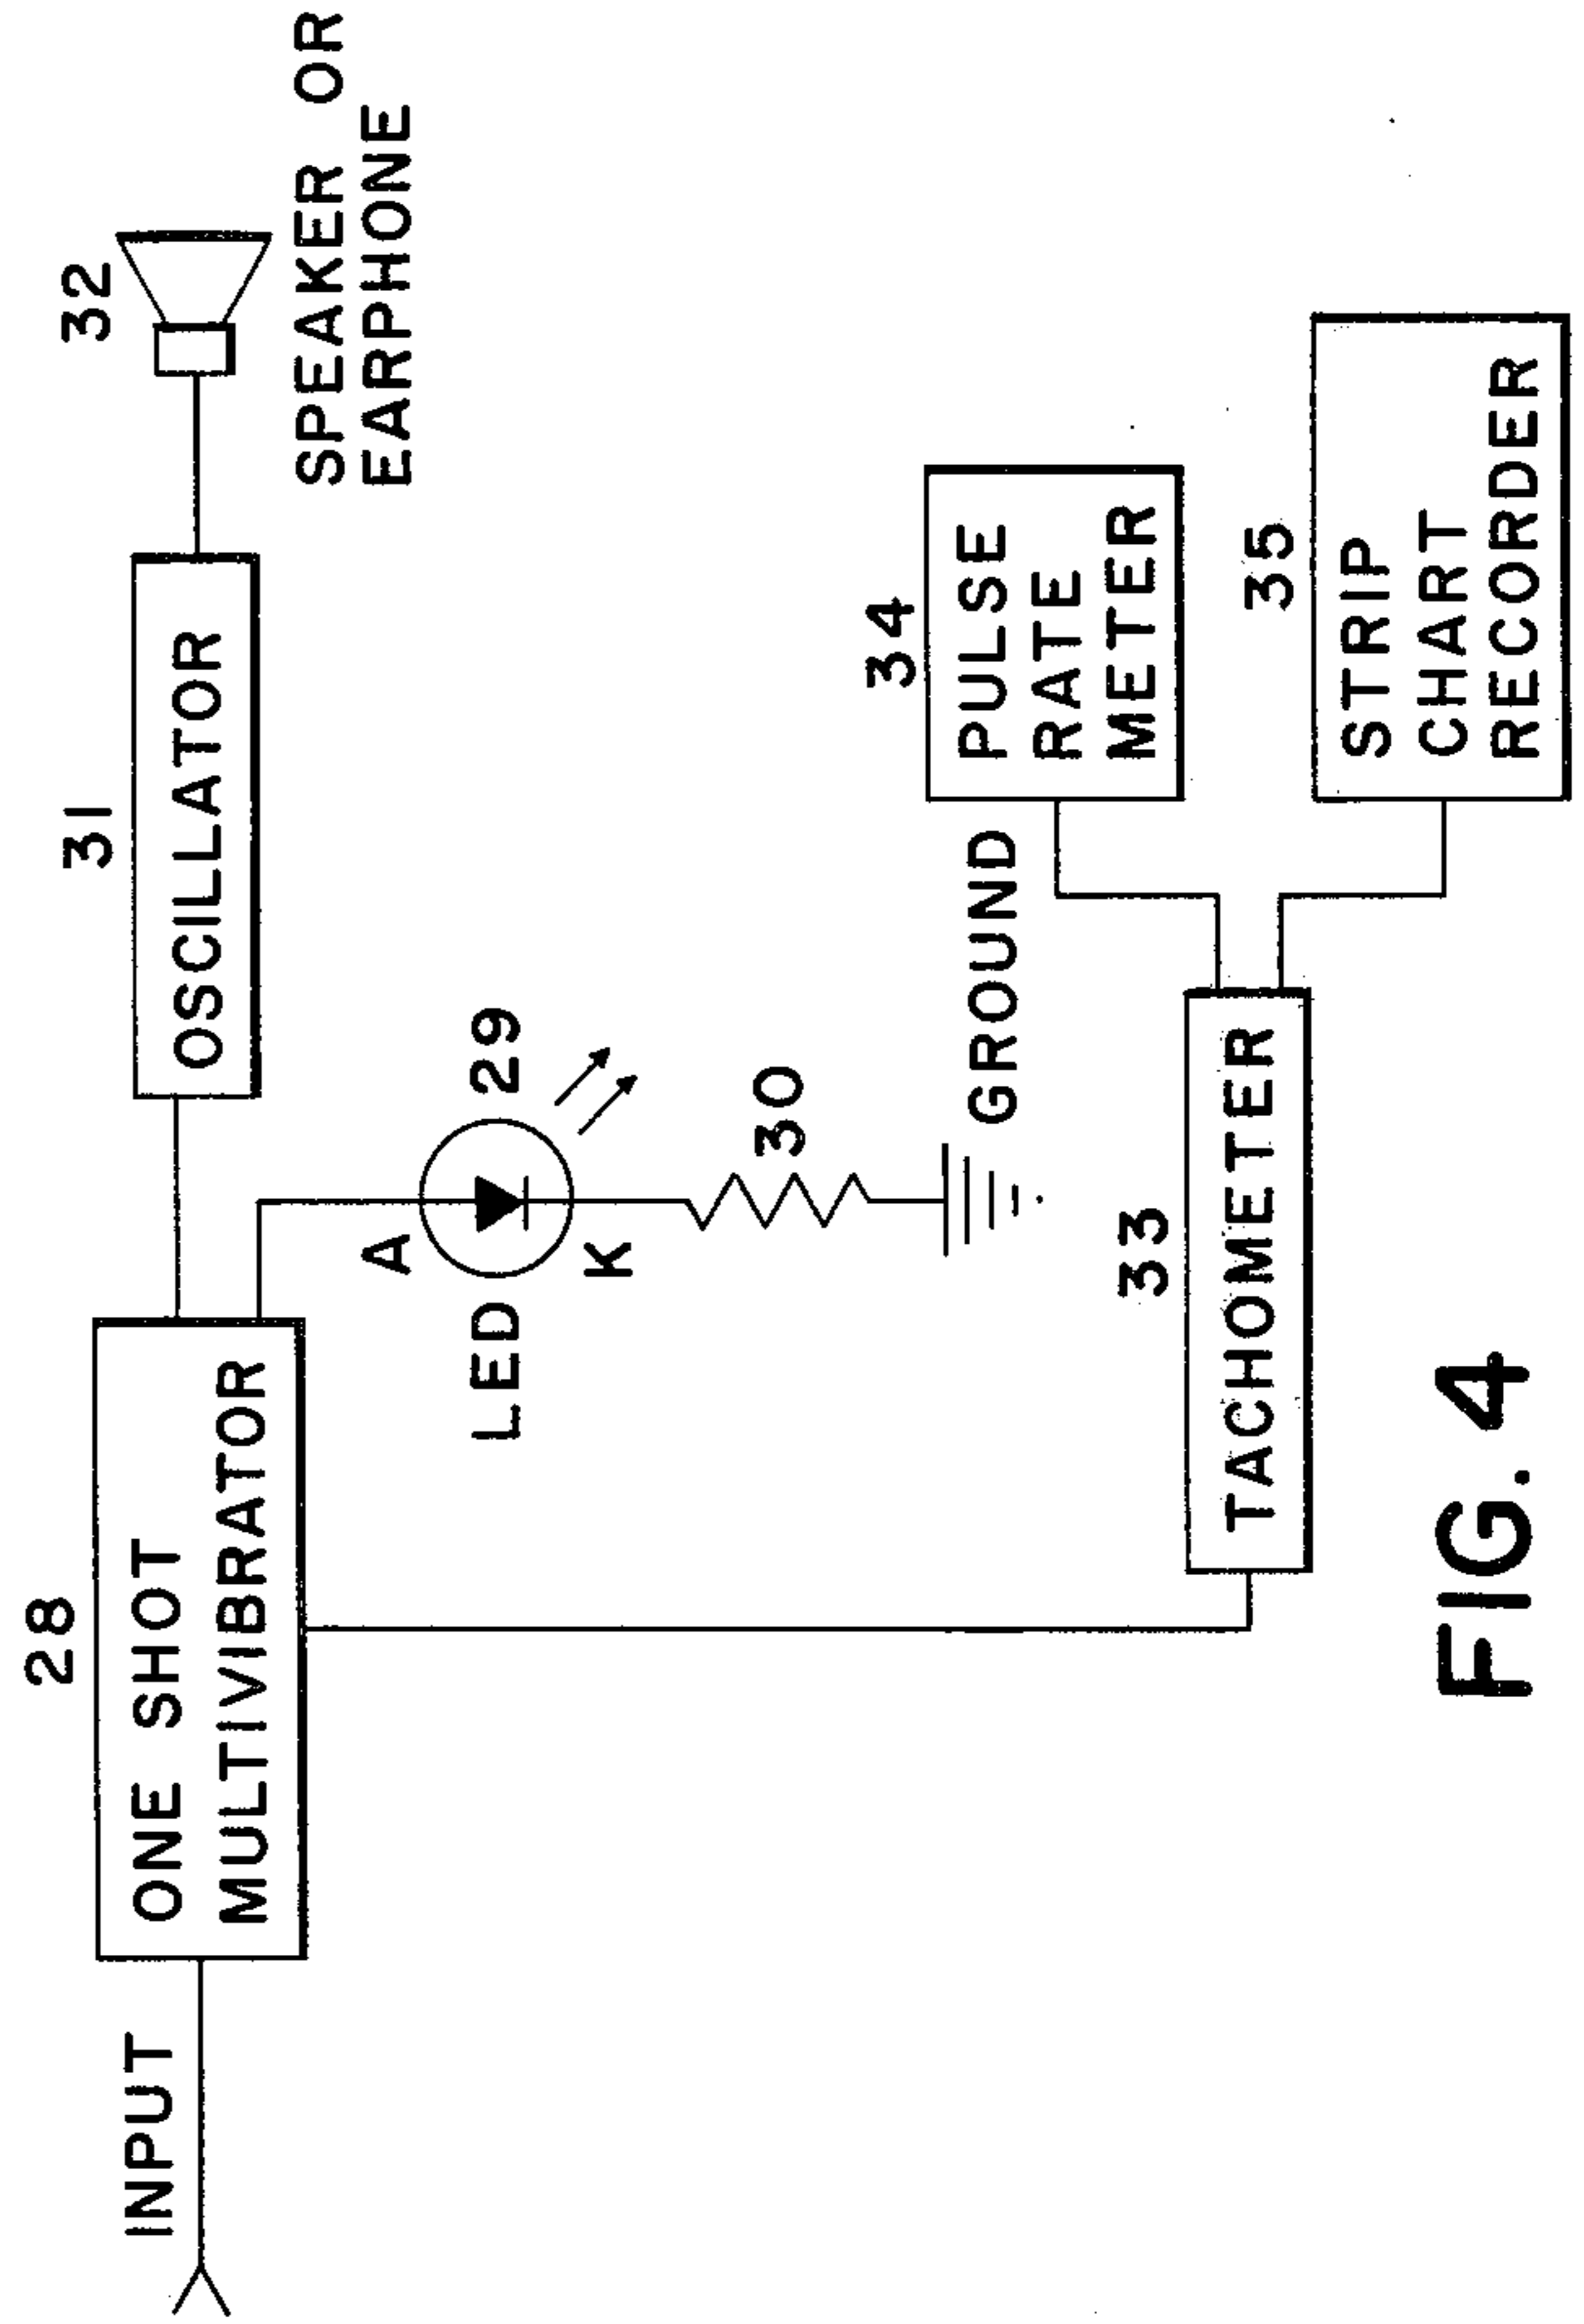 28
31
32
INPUT
ONE SHOT
MULTIVIBRATOR
OSCILLATOR
SPEAKER OR
EARPHONE
A
LED
29
K
30
GROUND
34
PULSE
RATE
METER
33
TACHOMETER
35
STRIP
CHART
RECORDER
FIG. 4